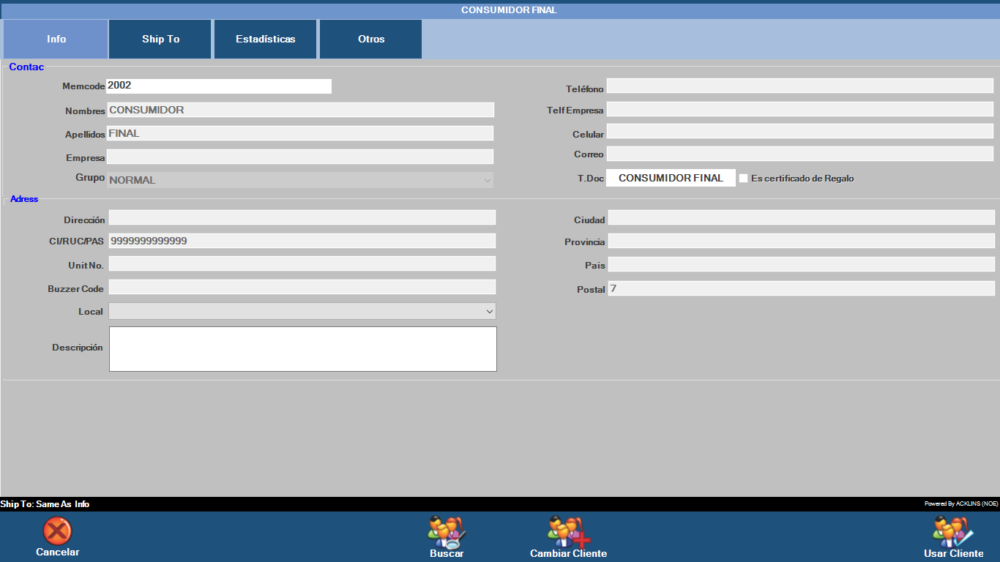 CONSUMIDOR FINAL
Info
Ship To
Estadísticas
Otros
Contac
Memcode 2002
Nombres CONSUMIDOR
Apellidos FINAL
Empresa
Grupo NORMAL
Teléfono
Telf Empresa
Celular
Correo
T.Doc CONSUMIDOR FINAL Es certificado de Regalo
Adress
Dirección
CI/RUC/PAS 9999999999999
Unit No.
Buzzer Code
Local
Descripción
Ciudad
Provincia
Pais
Postal 7
Ship To: Same As Info
Powered By ACKLINS (NOE)
Cancelar
Buscar
Cambiar Cliente
Usar Cliente